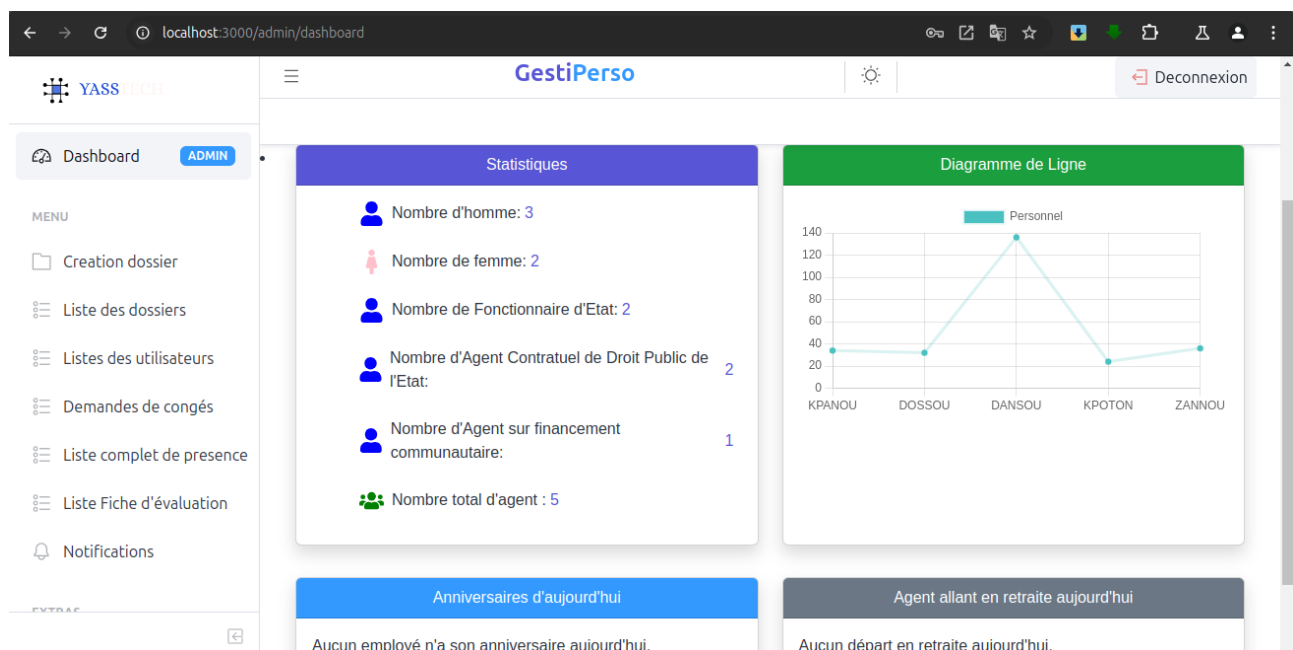 localhost:3000/admin/dashboard
YASSTECH
GestiPerso
Deconnexion
Dashboard ADMIN
MENU
Creation dossier
Liste des dossiers
Listes des utilisateurs
Demandes de congés
Liste complet de presence
Liste Fiche d'évaluation
Notifications
EXTRAS
Statistiques
Nombre d'homme: 3
Nombre de femme: 2
Nombre de Fonctionnaire d'Etat: 2
Nombre d'Agent Contratuel de Droit Public de
l'Etat: 2
Nombre d'Agent sur financement
communautaire: 1
Nombre total d'agent : 5
Diagramme de Ligne
Personnel
140
120
100
80
60
40
20
0
KPANOU DOSSOU DANSOU KPOTON ZANNOU
Anniversaires d'aujourd'hui
Aucun employé n'a son anniversaire aujourd'hui.
Agent allant en retraite aujourd'hui
Aucun départ en retraite aujourd'hui.